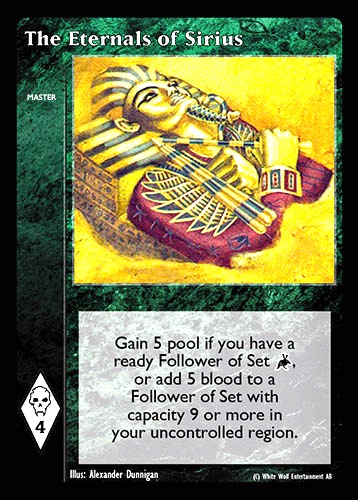 The Eternals of Sirius
MASTER
Gain 5 pool if you have a
ready Follower of Set ,
or add 5 blood to a
Follower of Set with
capacity 9 or more in
your uncontrolled region.
4
Illus: Alexander Dunnigan
(C) White Wolf Entertainment AB